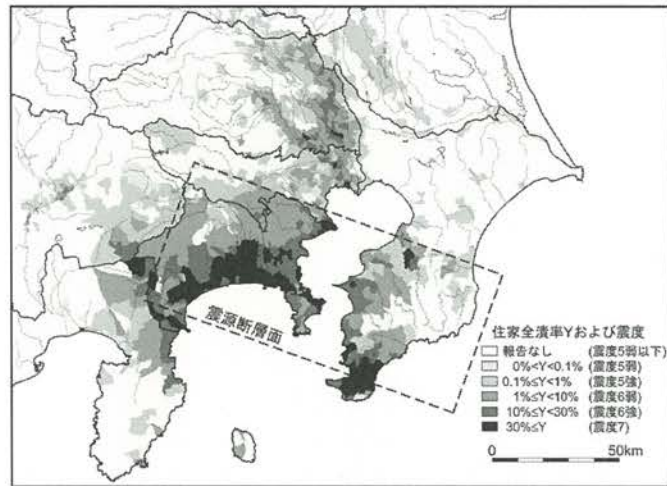 震源断層面
住家全潰率Yおよび震度
報告なし (震度5弱以下)
0%<Y<0.1% (震度5弱)
0.1%≤Y<1% (震度5強)
1%≤Y<10% (震度6弱)
10%≤Y<30% (震度6強)
30%≤Y (震度7)
0 50km